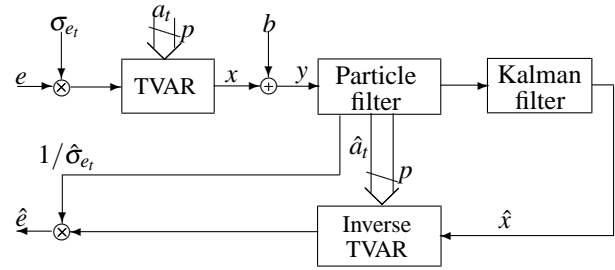 σ_{e_t} a_t p b
e TVAR x + y Particle filter Kalman filter
1/σ̂_{e_t} â_t p
ê Inverse TVAR x̂